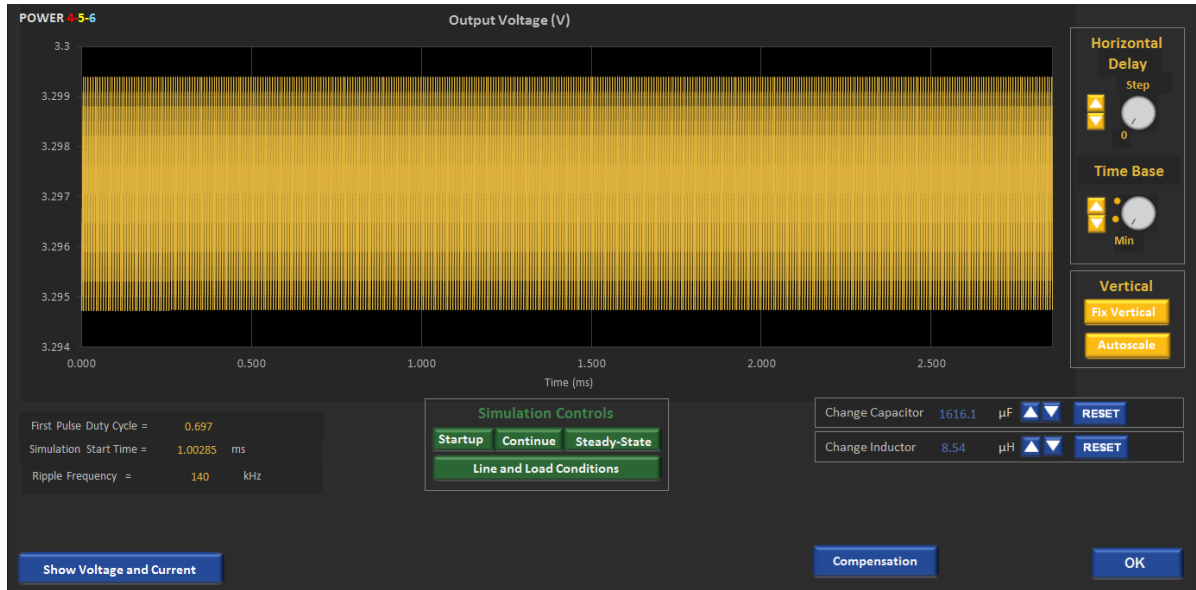 POWER 4-5-6
Output Voltage (V)
3.3
3.299
3.298
3.297
3.296
3.295
3.294
0.000
0.500
1.000
1.500
2.000
2.500
Time (ms)
Horizontal
Delay
Step
0
Time Base
Min
Vertical
Fix Vertical
Autoscale
First Pulse Duty Cycle = 0.697
Simulation Start Time = 1.00285 ms
Ripple Frequency = 140 kHz
Simulation Controls
Startup
Continue
Steady-State
Line and Load Conditions
Change Capacitor 1616.1 µF RESET
Change Inductor 8.54 µH RESET
Show Voltage and Current
Compensation
OK